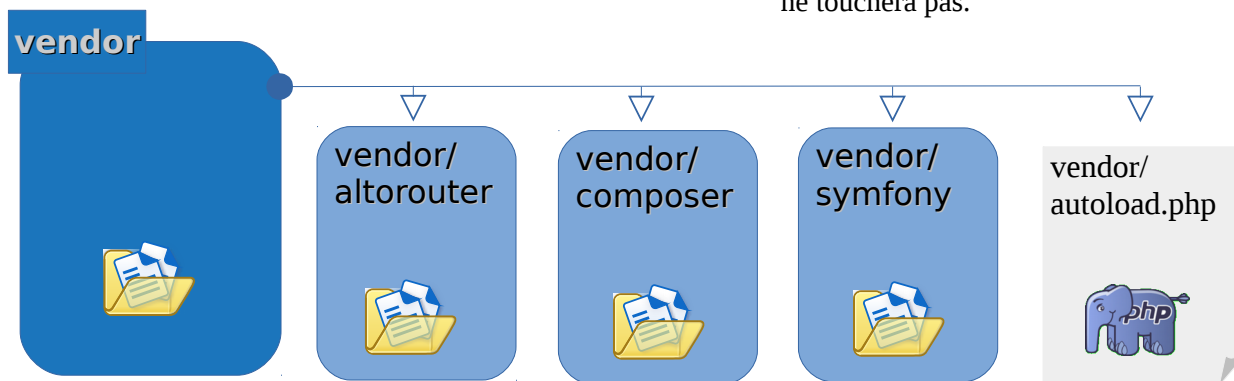 ne touchera pas.
vendor
vendor/
altorouter
vendor/
composer
vendor/
symfony
vendor/
autoload.php
php